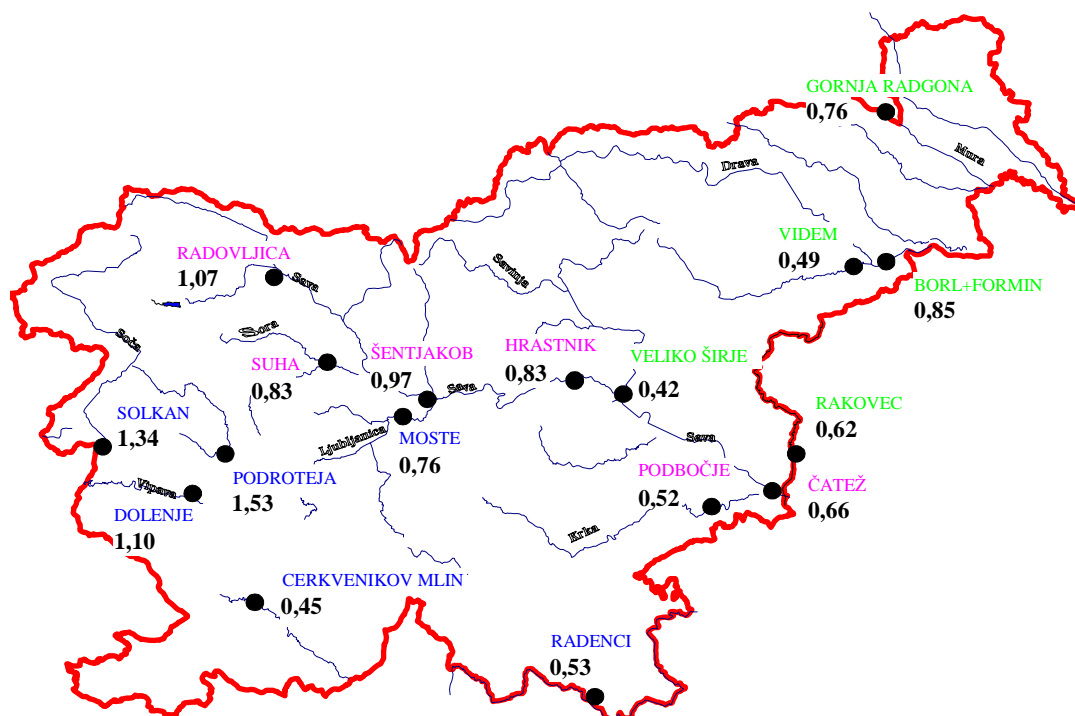 GORNJA RADGONA
0,76
Mura
Drava
VIDEM
0,49
BORL+FORMIN
0,85
RADOVLJICA
1,07
Sava
Savinja
Soča
Sora
SUHA
0,83
ŠENTJAKOB
0,97
Sava
HRASTNIK
0,83
VELIKO ŠIRJE
0,42
RAKOVEC
0,62
SOLKAN
1,34
Ljubljanica
MOSTE
0,76
Sava
PODROTEJA
1,53
Vipava
DOLENJE
1,10
PODBOČJE
0,52
ČATEŽ
0,66
Krka
CERKVENIKOV MLIN
0,45
RADENCI
0,53